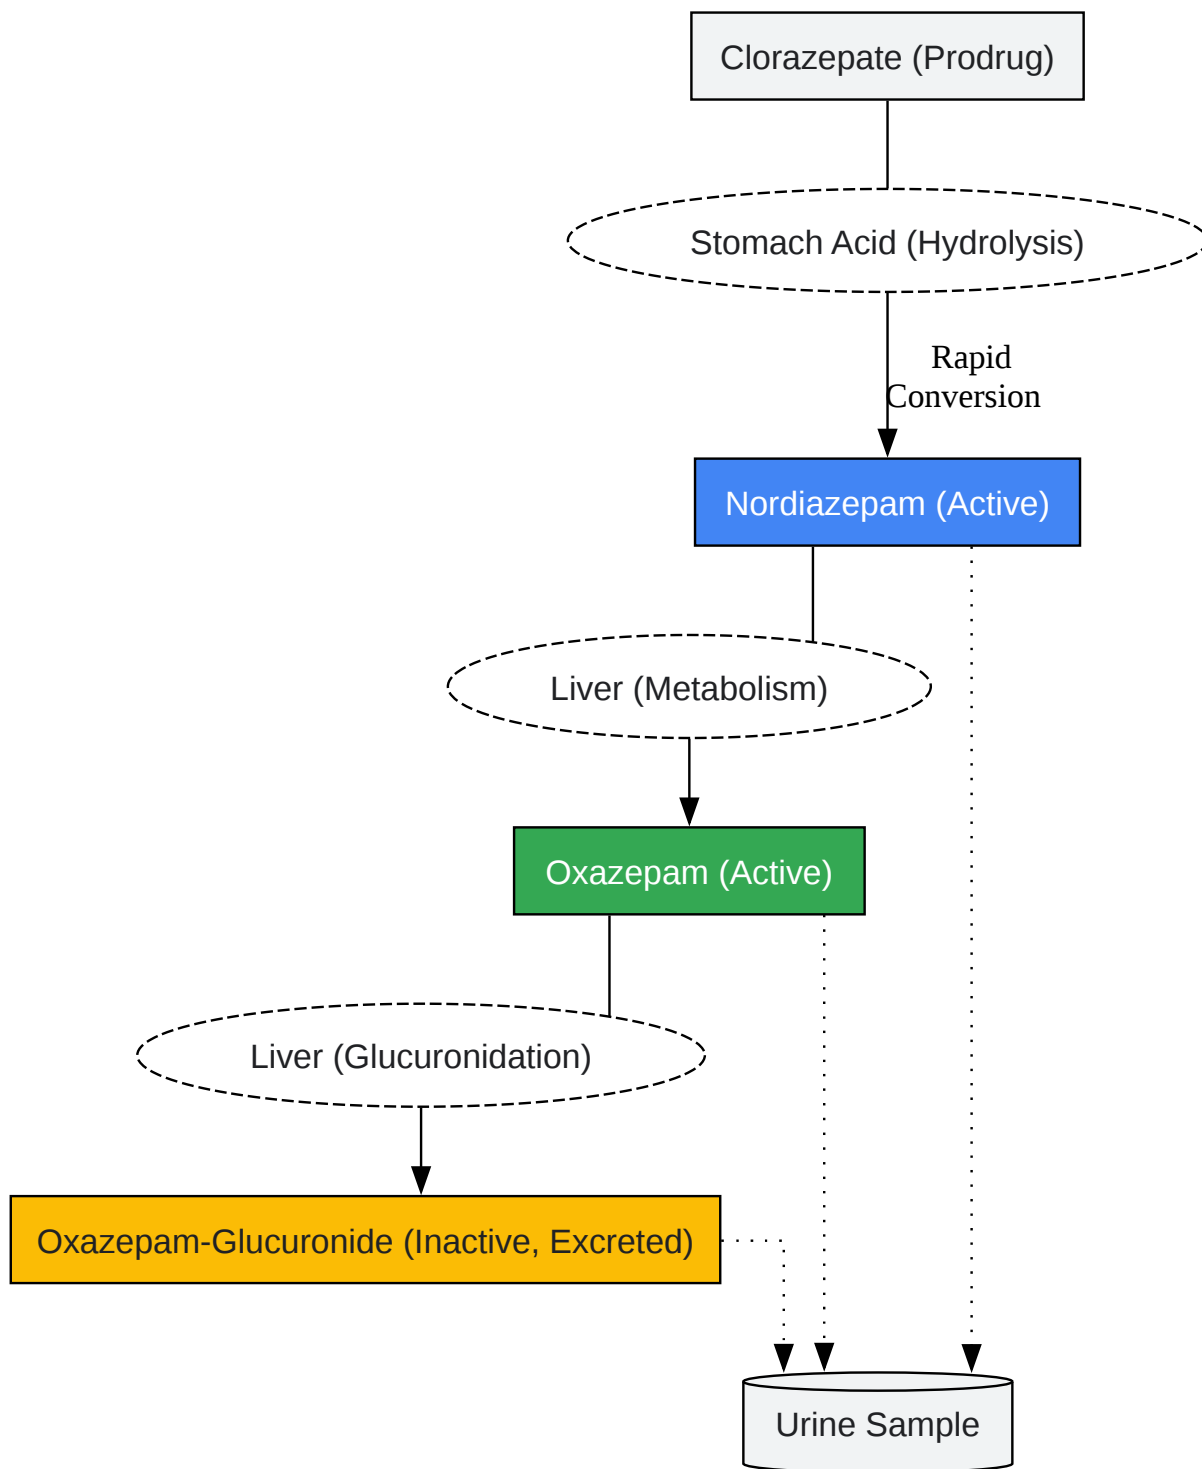 Clorazepate (Prodrug)
Stomach Acid (Hydrolysis)
Rapid
Conversion
Nordiazepam (Active)
Liver (Metabolism)
Oxazepam (Active)
Liver (Glucuronidation)
Oxazepam-Glucuronide (Inactive, Excreted)
Urine Sample